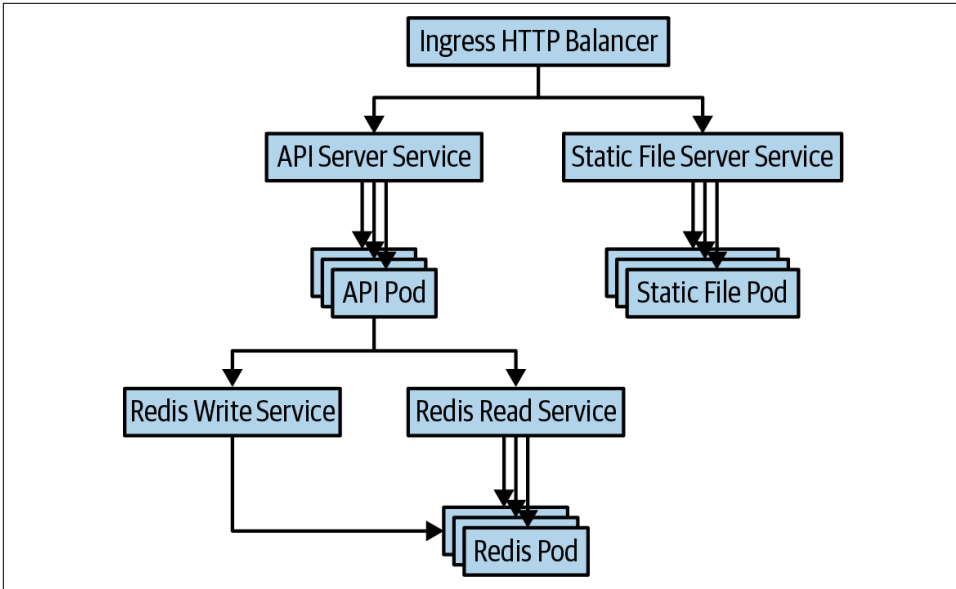 Ingress HTTP Balancer
API Server Service
Static File Server Service
API Pod
Static File Pod
Redis Write Service
Redis Read Service
Redis Pod